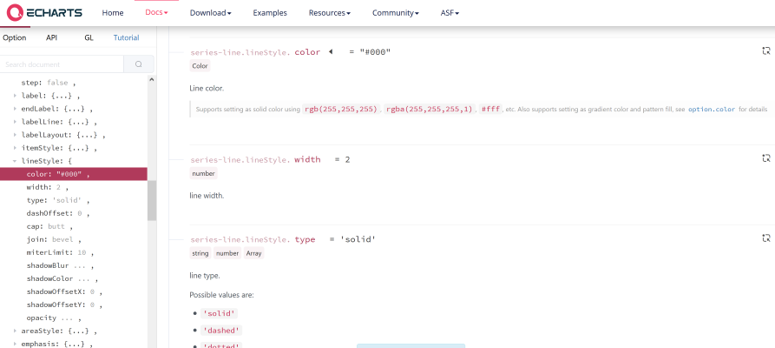 ECHARTS
Home
Docs
Download
Examples
Resources
Community
ASF
Option
API
GL
Tutorial
Search document
step: false ,
label: {...} ,
endLabel: {...} ,
labelLine: {...} ,
labelLayout: {...} ,
itemStyle: {...} ,
lineStyle: {
color: "#000" ,
width: 2 ,
type: 'solid' ,
dashOffset: 0 ,
cap: butt ,
join: bevel ,
miterLimit: 10 ,
shadowBlur ... ,
shadowColor ... ,
shadowOffsetX: 0 ,
shadowOffsetY: 0 ,
opacity ... ,
areaStyle: {...} ,
emphasis: {...} ,
series-line.lineStyle. color = "#000"
Color
Line color.
Supports setting as solid color using rgb(255,255,255) , rgba(255,255,255,1) , #fff , etc. Also supports setting as gradient color and pattern fill, see option.color for details
series-line.lineStyle. width = 2
number
line width.
series-line.lineStyle. type = 'solid'
string number Array
line type.
Possible values are:
'solid'
'dashed'
'dotted'